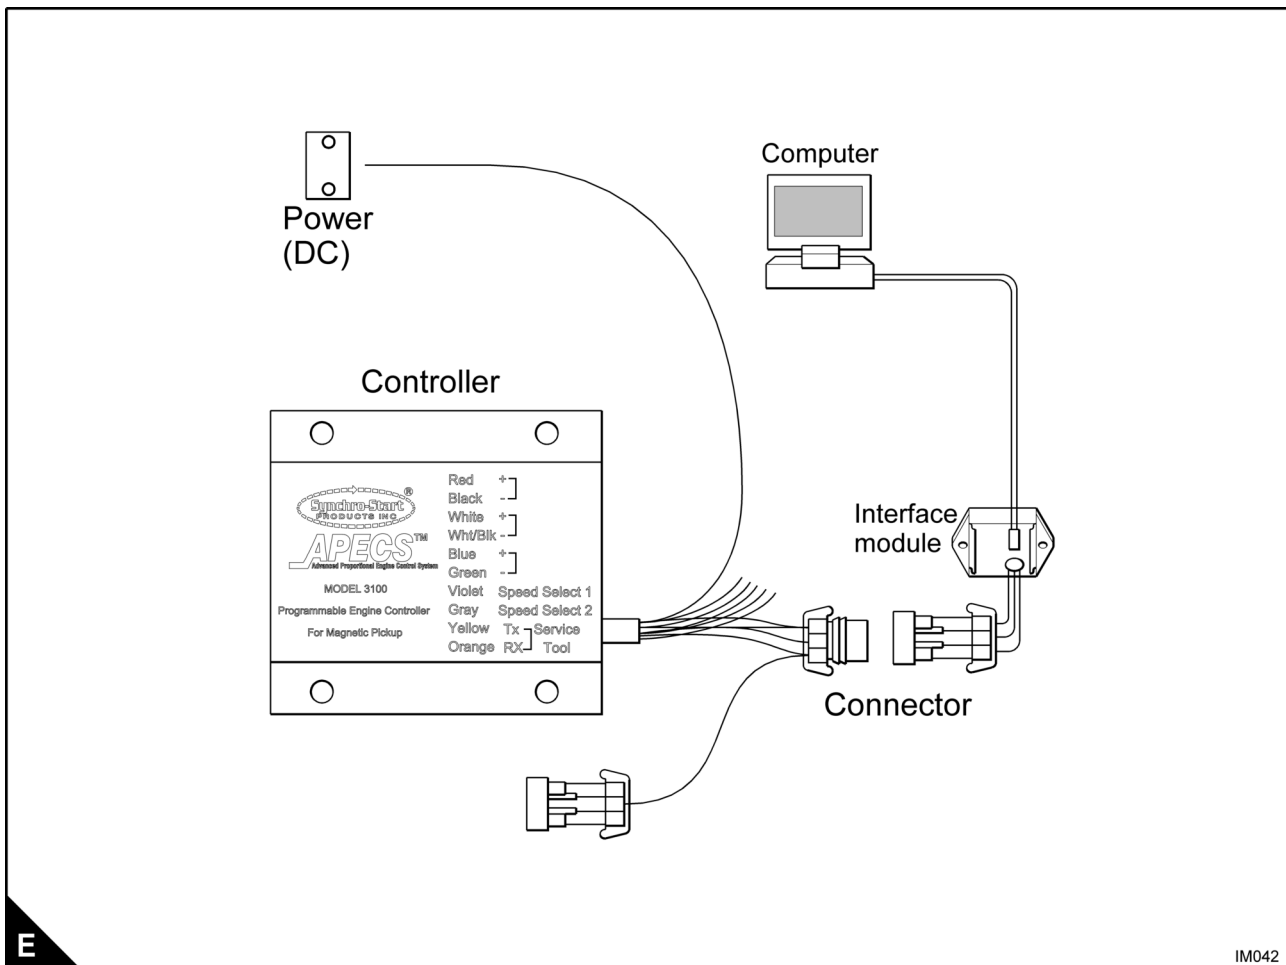 Computer
Power
(DC)
Controller
Red +
Black -
White +
Wht/Blk -
Blue +
Green -
Violet Speed Select 1
Gray Speed Select 2
Yellow Tx Service
Orange RX Tool
Synchro-Start ®
PRODUCTS INC
APECS™
Advanced Proportional Engine Control System
MODEL 3100
Programmable Engine Controller
For Magnetic Pickup
Interface
module
Connector
E
IM042